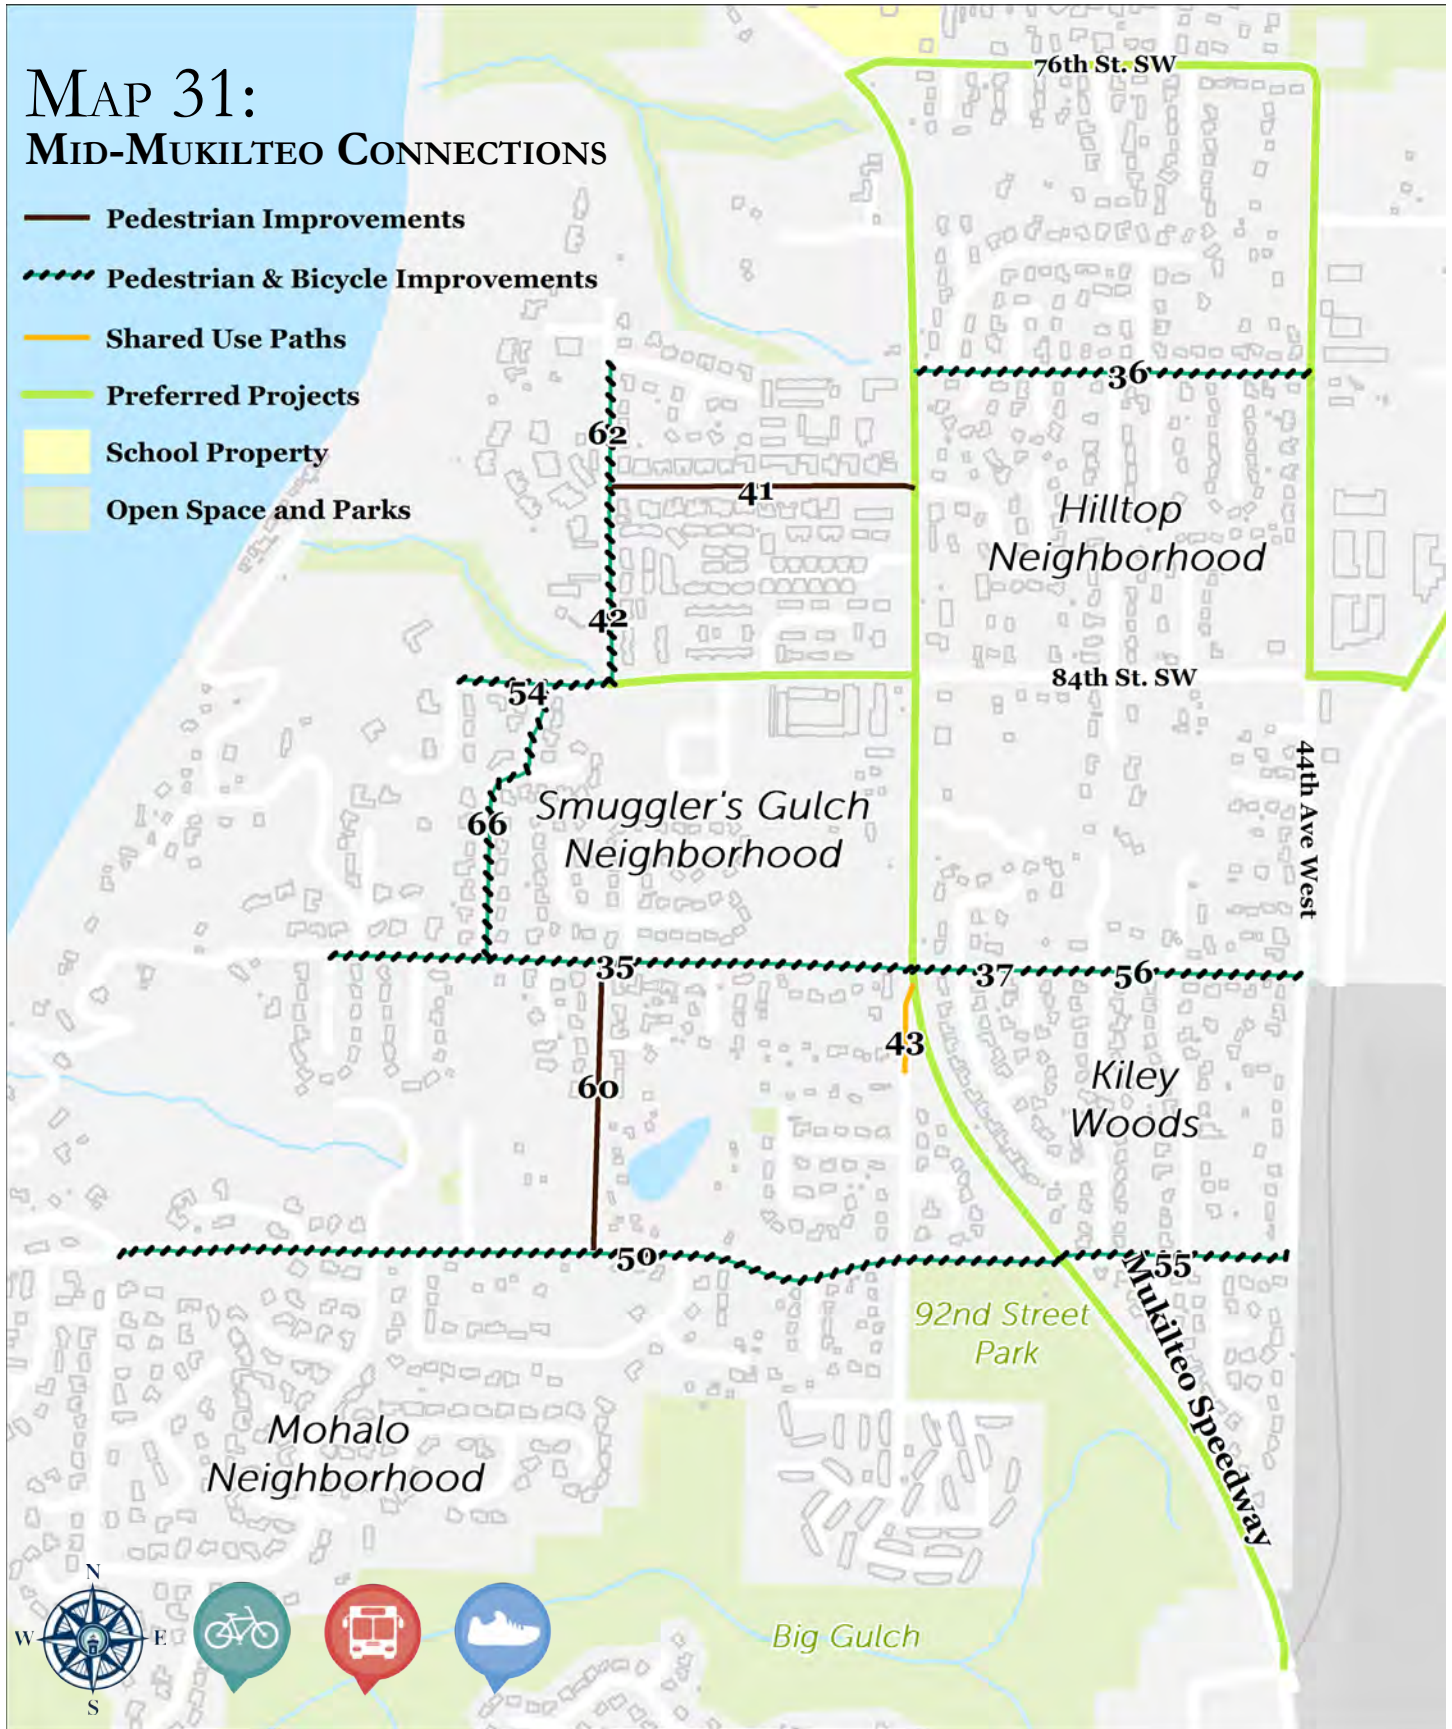 MAP 31:
MID-MUKILTEO CONNECTIONS
Pedestrian Improvements
Pedestrian & Bicycle Improvements
Shared Use Paths
Preferred Projects
School Property
Open Space and Parks
76th St. SW
36
62
41
Hilltop
Neighborhood
42
84th St. SW
54
44th Ave West
66
Smuggler's Gulch
Neighborhood
35
37
56
43
60
Kiley
Woods
50
55
Mukilteo Speedway
92nd Street
Park
Mohalo
Neighborhood
Big Gulch
N
W
E
S